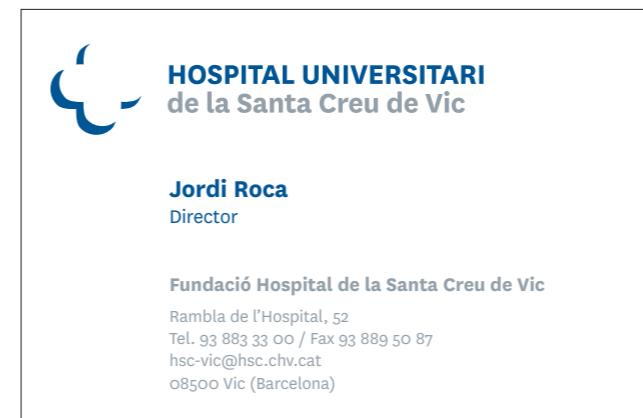 HOSPITAL UNIVERSITARI
de la Santa Creu de Vic
Jordi Roca
Director
Fundació Hospital de la Santa Creu de Vic
Rambla de l’Hospital, 52
Tel. 93 883 33 00 / Fax 93 889 50 87
hsc-vic@hsc.chv.cat
08500 Vic (Barcelona)